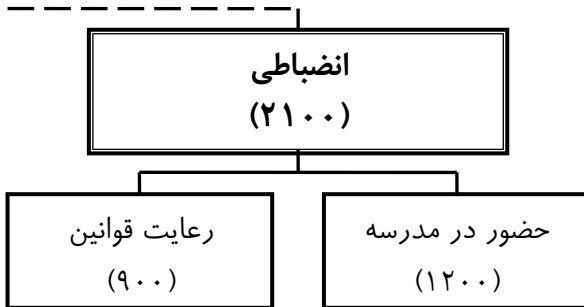 انضباطی
(۲۱۰۰)
حضور در مدرسه
(۱۲۰۰)
رعایت قوانین
(۹۰۰)